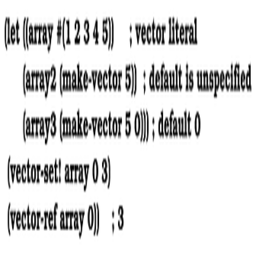 (let ((array #(1 2 3 4 5)) ; vector literal
(array2 (make-vector 5)) ; default is unspecified
(array3 (make-vector 5 0))) ; default 0
(vector-set! array 0 3)
(vector-ref array 0)) ; 3